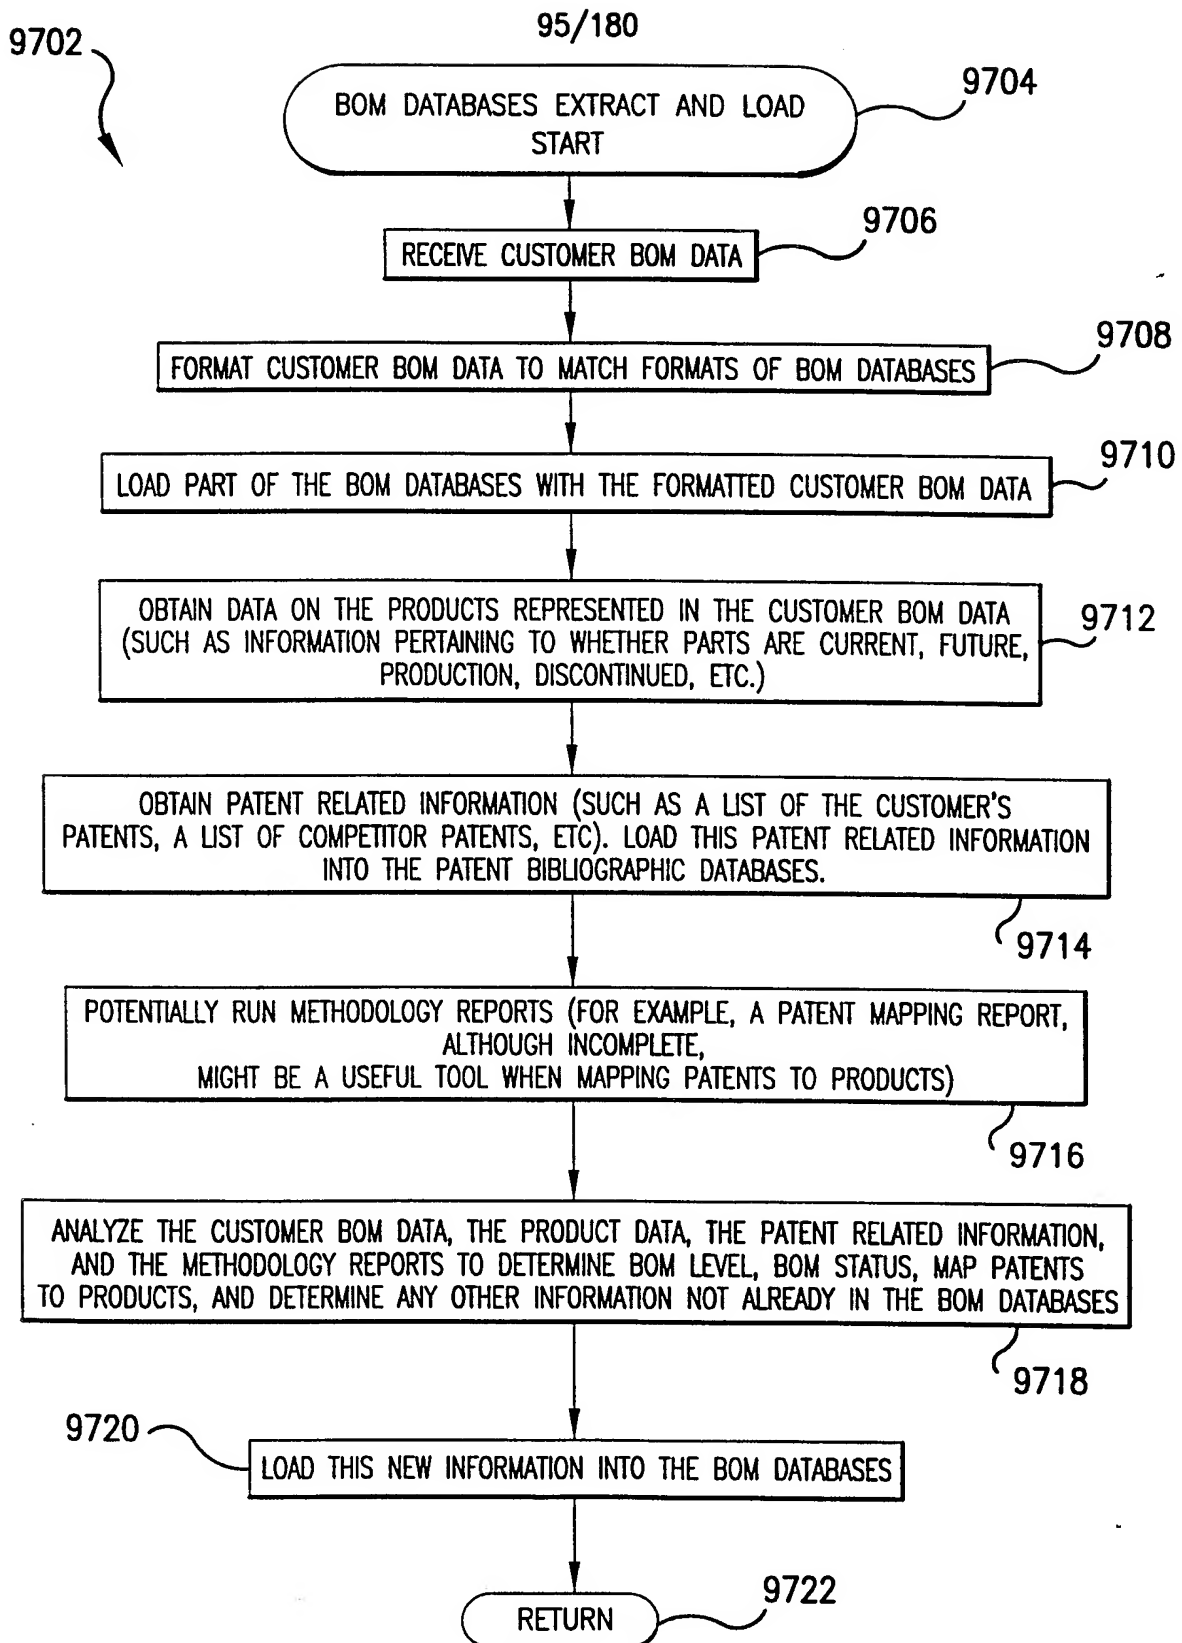 95/180
9702
BOM DATABASES EXTRACT AND LOAD
START
9704
RECEIVE CUSTOMER BOM DATA
9706
FORMAT CUSTOMER BOM DATA TO MATCH FORMATS OF BOM DATABASES
9708
LOAD PART OF THE BOM DATABASES WITH THE FORMATTED CUSTOMER BOM DATA
9710
OBTAIN DATA ON THE PRODUCTS REPRESENTED IN THE CUSTOMER BOM DATA
(SUCH AS INFORMATION PERTAINING TO WHETHER PARTS ARE CURRENT, FUTURE,
PRODUCTION, DISCONTINUED, ETC.)
9712
OBTAIN PATENT RELATED INFORMATION (SUCH AS A LIST OF THE CUSTOMER'S
PATENTS, A LIST OF COMPETITOR PATENTS, ETC). LOAD THIS PATENT RELATED INFORMATION
INTO THE PATENT BIBLIOGRAPHIC DATABASES.
9714
POTENTIALLY RUN METHODOLOGY REPORTS (FOR EXAMPLE, A PATENT MAPPING REPORT,
ALTHOUGH INCOMPLETE,
MIGHT BE A USEFUL TOOL WHEN MAPPING PATENTS TO PRODUCTS)
9716
ANALYZE THE CUSTOMER BOM DATA, THE PRODUCT DATA, THE PATENT RELATED INFORMATION,
AND THE METHODOLOGY REPORTS TO DETERMINE BOM LEVEL, BOM STATUS, MAP PATENTS
TO PRODUCTS, AND DETERMINE ANY OTHER INFORMATION NOT ALREADY IN THE BOM DATABASES
9718
9720
LOAD THIS NEW INFORMATION INTO THE BOM DATABASES
RETURN
9722